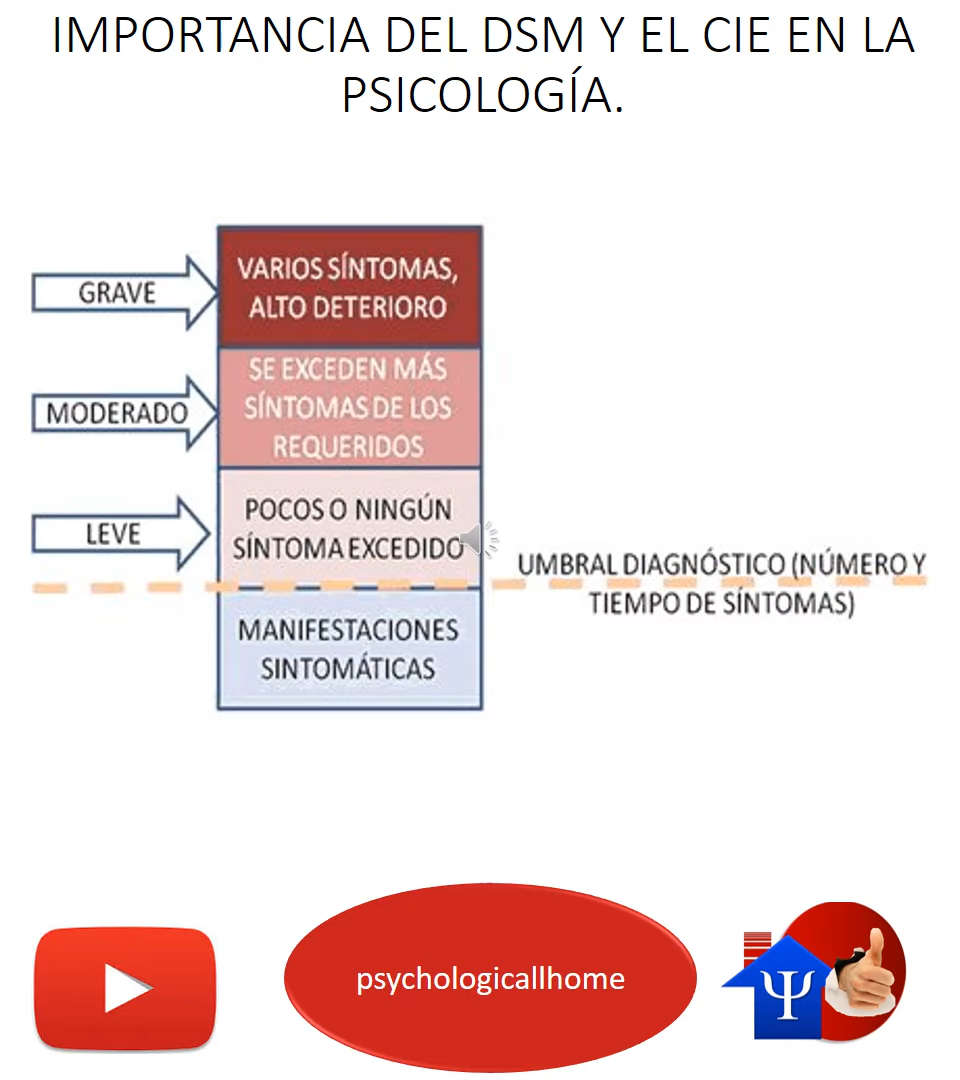 IMPORTANCIA DEL DSM Y EL CIE EN LA
PSICOLOGÍA.
GRAVE
VARIOS SÍNTOMAS,
ALTO DETERIORO
MODERADO
SE EXCEDEN MÁS
SÍNTOMAS DE LOS
REQUERIDOS
LEVE
POCOS O NINGÚN
SÍNTOMA EXCEDIDO
UMBRAL DIAGNÓSTICO (NÚMERO Y
TIEMPO DE SÍNTOMAS)
MANIFESTACIONES
SINTOMÁTICAS
psychologicallhome
Ψ